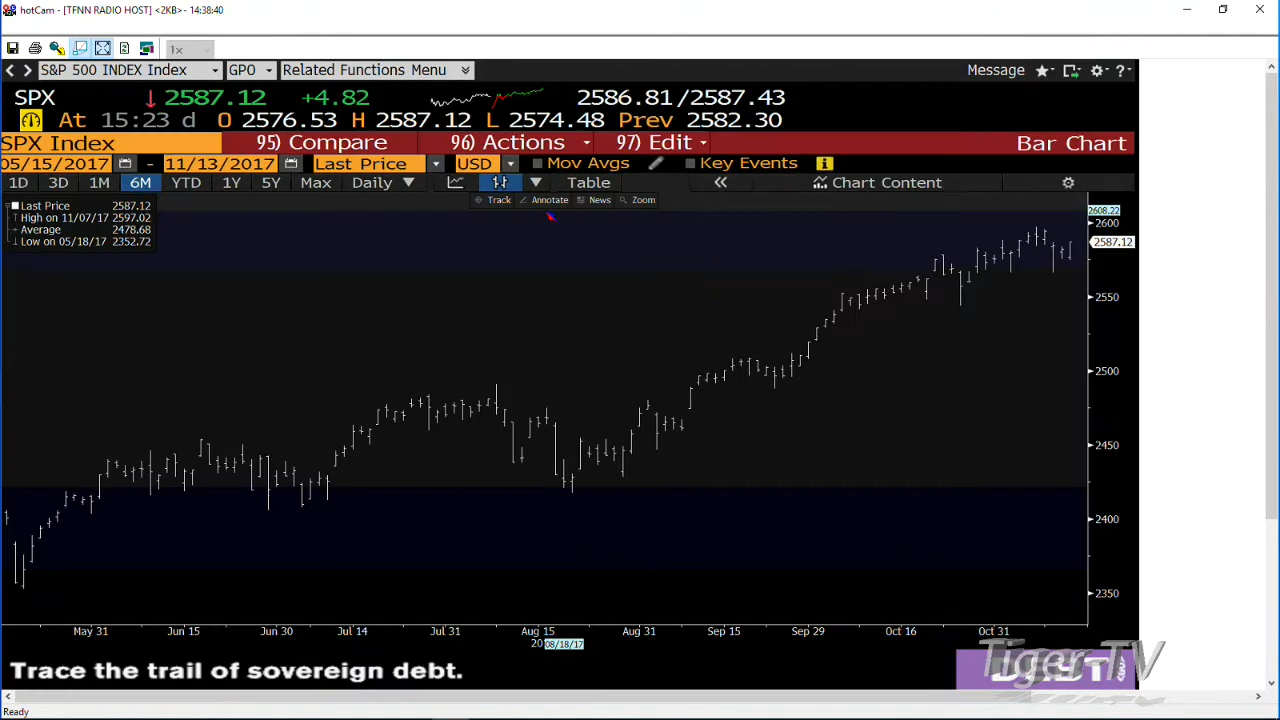 hotCam - [TFNN RADIO HOST] <2KB> - 14:38:40
1x
S&P 500 INDEX Index GPO Related Functions Menu Message ?
SPX ↓ 2587.12 +4.82 2586.81/2587.43
At 15:23 d O 2576.53 H 2587.12 L 2574.48 Prev 2582.30
SPX Index 95) Compare 96) Actions 97) Edit Bar Chart
05/15/2017 - 11/13/2017 Last Price USD Mov Avgs Key Events
1D 3D 1M 6M YTD 1Y 5Y Max Daily Table Chart Content
Track Annotate News Zoom
Last Price 2587.12
High on 11/07/17 2597.02
Average 2478.68
Low on 05/18/17 2352.72
2608.22
2600
2587.12
2550
2500
2450
2400
2350
May 31 Jun 15 Jun 30 Jul 14 Jul 31 Aug 15 Aug 31 Sep 15 Sep 29 Oct 16 Oct 31
20 08/18/17
Trace the trail of sovereign debt.
Tiger TV
Ready